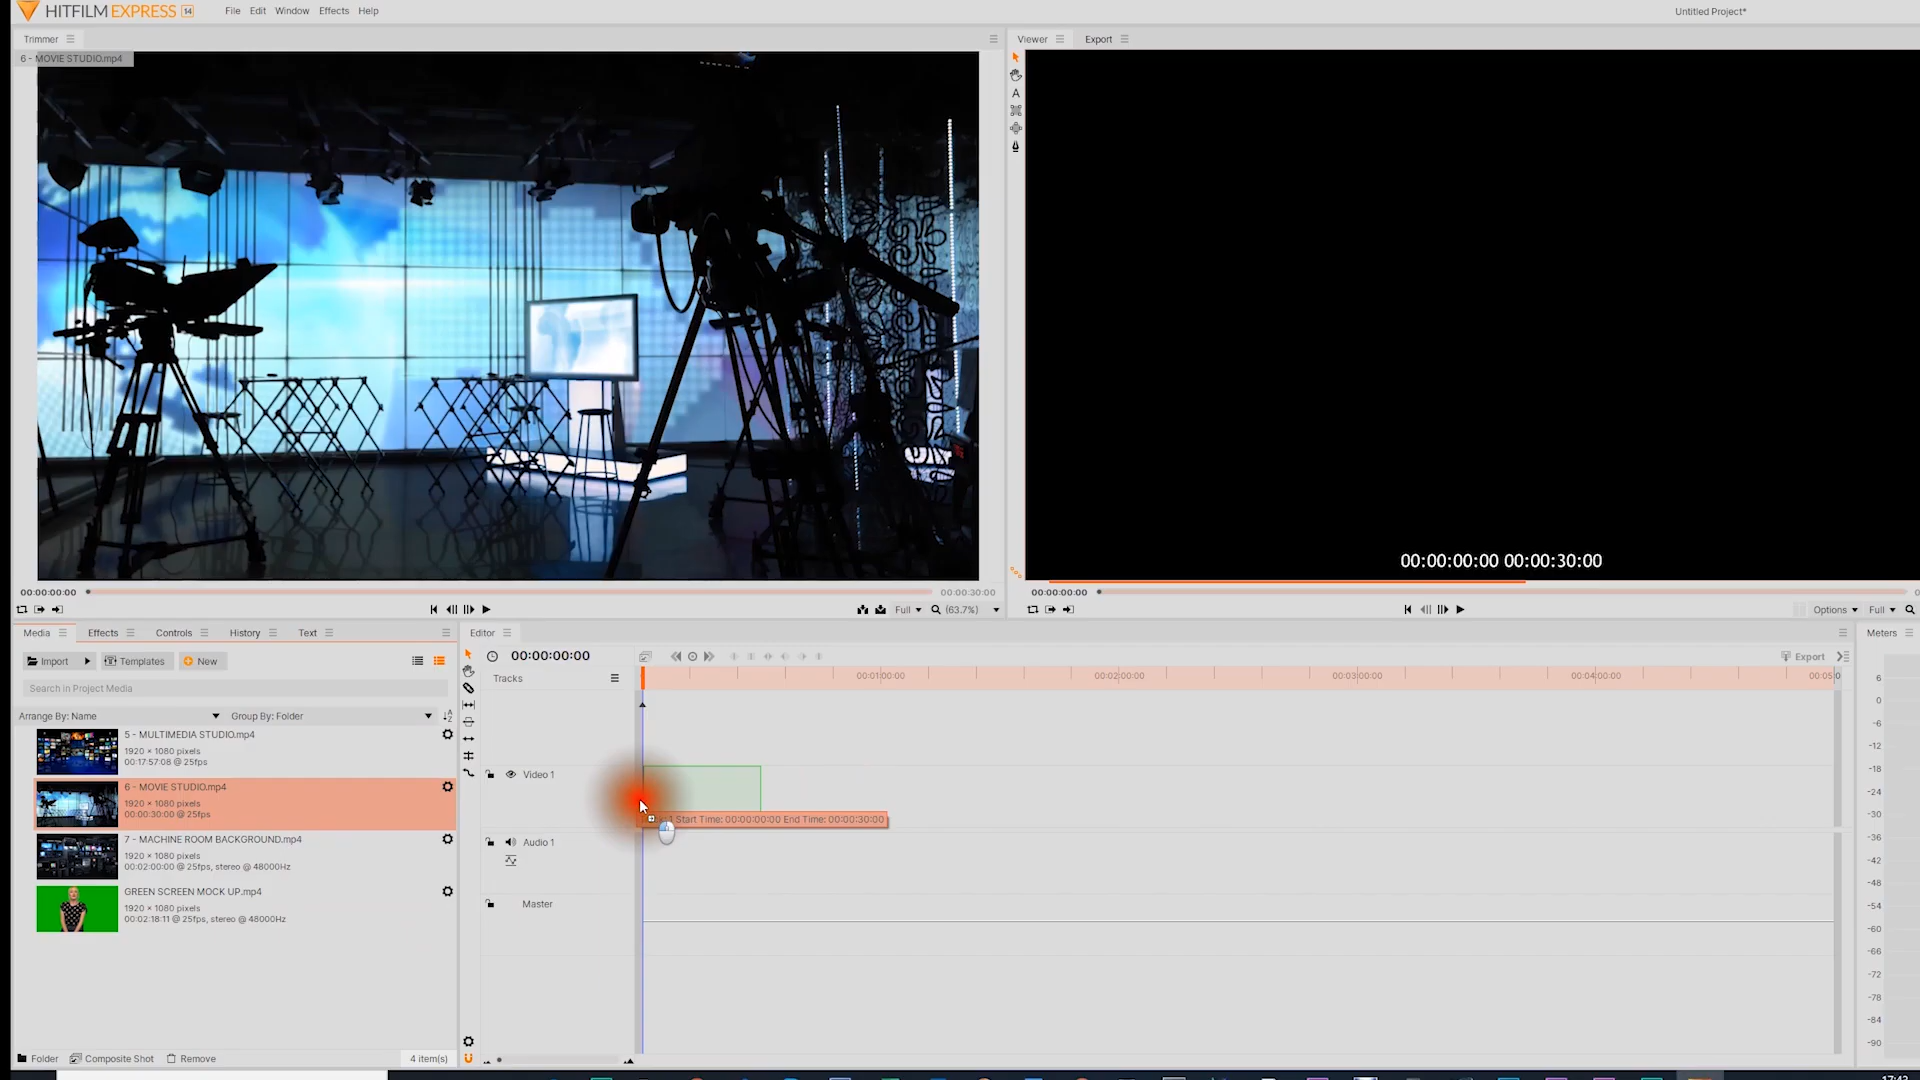 HITFILM EXPRESS 14 File Edit Window Effects Help Untitled Project*
Trimmer
6 - MOVIE STUDIO.mp4
Viewer Export
A
00:00:00:00 00:00:30:00
00:00:00:00 00:00:30:00
Full (63.7%)
00:00:00:00
Options Full
Media Effects Controls History Text
Import Templates New
Search in Project Media
Arrange By: Name Group By: Folder
5 - MULTIMEDIA STUDIO.mp4
1920 × 1080 pixels
00:17:57:08 @ 25fps
6 - MOVIE STUDIO.mp4
1920 × 1080 pixels
00:00:30:00 @ 25fps
7 - MACHINE ROOM BACKGROUND.mp4
1920 × 1080 pixels
00:02:00:00 @ 25fps, stereo @ 48000Hz
GREEN SCREEN MOCK UP.mp4
1920 × 1080 pixels
00:02:18:11 @ 25fps, stereo @ 48000Hz
Folder Composite Shot Remove 4 item(s)
Editor
00:00:00:00 Export
Tracks
00:01:00:00 00:02:00:00 00:03:00:00 00:04:00:00 00:05:0
Video 1
1 Start Time: 00:00:00:00 End Time: 00:00:30:00
Audio 1
Master
Meters
6
0
-6
-12
-18
-24
-30
-36
-42
-48
-54
-60
-66
-72
-78
-84
-90